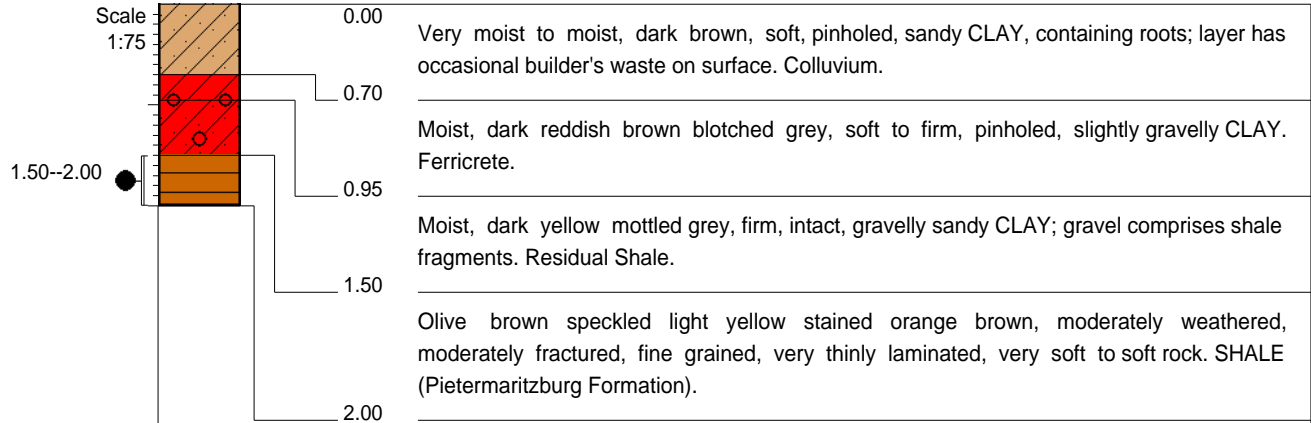 Scale
1:75
0.00
Very moist to moist, dark brown, soft, pinholed, sandy CLAY, containing roots; layer has
occasional builder's waste on surface. Colluvium.
0.70
Moist, dark reddish brown blotched grey, soft to firm, pinholed, slightly gravelly CLAY.
Ferricrete.
0.95
Moist, dark yellow mottled grey, firm, intact, gravelly sandy CLAY; gravel comprises shale
fragments. Residual Shale.
1.50--2.00
1.50
Olive brown speckled light yellow stained orange brown, moderately weathered,
moderately fractured, fine grained, very thinly laminated, very soft to soft rock. SHALE
(Pietermaritzburg Formation).
2.00